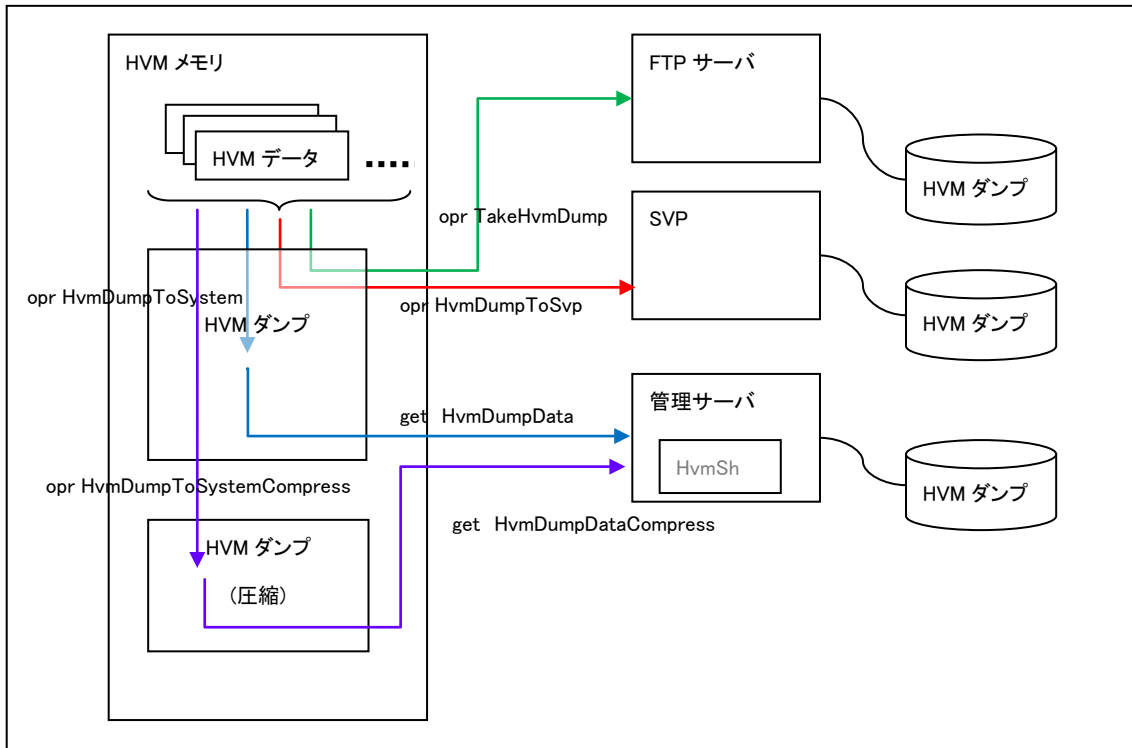 HVM メモリ
HVM データ
opr HvmDumpToSystem
HVM ダンプ
opr HvmDumpToSystemCompress
HVM ダンプ
(圧縮)
opr TakeHvmDump
opr HvmDumpToSvp
get HvmDumpData
get HvmDumpDataCompress
FTP サーバ
HVM ダンプ
SVP
HVM ダンプ
管理サーバ
HvmSh
HVM ダンプ